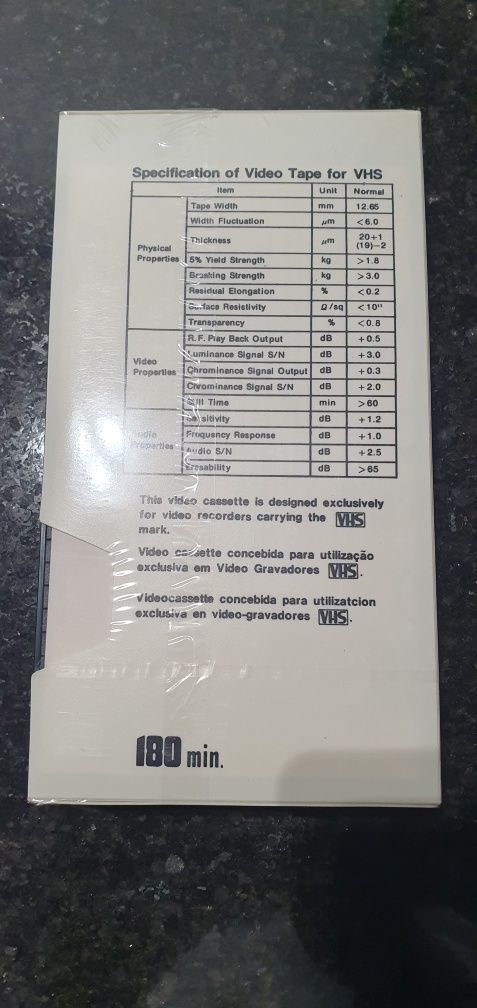 Specification of Video Tape for VHS
Item Unit Normal
Physical Properties
Tape Width mm 12.65
Width Fluctuation μm <6.0
Thickness μm 20+1 (19)−2
5% Yield Strength kg >1.8
Breaking Strength kg >3.0
Residual Elongation % <0.2
Surface Resistivity Ω/sq <10¹¹
Transparency % <0.8
Video Properties
R.F. Play Back Output dB +0.5
Luminance Signal S/N dB +3.0
Chrominance Signal Output dB +0.3
Chrominance Signal S/N dB +2.0
Still Time min >60
Audio Properties
Sensitivity dB +1.2
Frequency Response dB +1.0
Audio S/N dB +2.5
Erasability dB >65
This video cassette is designed exclusively
for video recorders carrying the VHS
mark.
Video cassette concebida para utilização
exclusiva em Video Gravadores VHS.
Videocassette concebida para utilizatcion
exclusiva en video-gravadores VHS.
180 min.